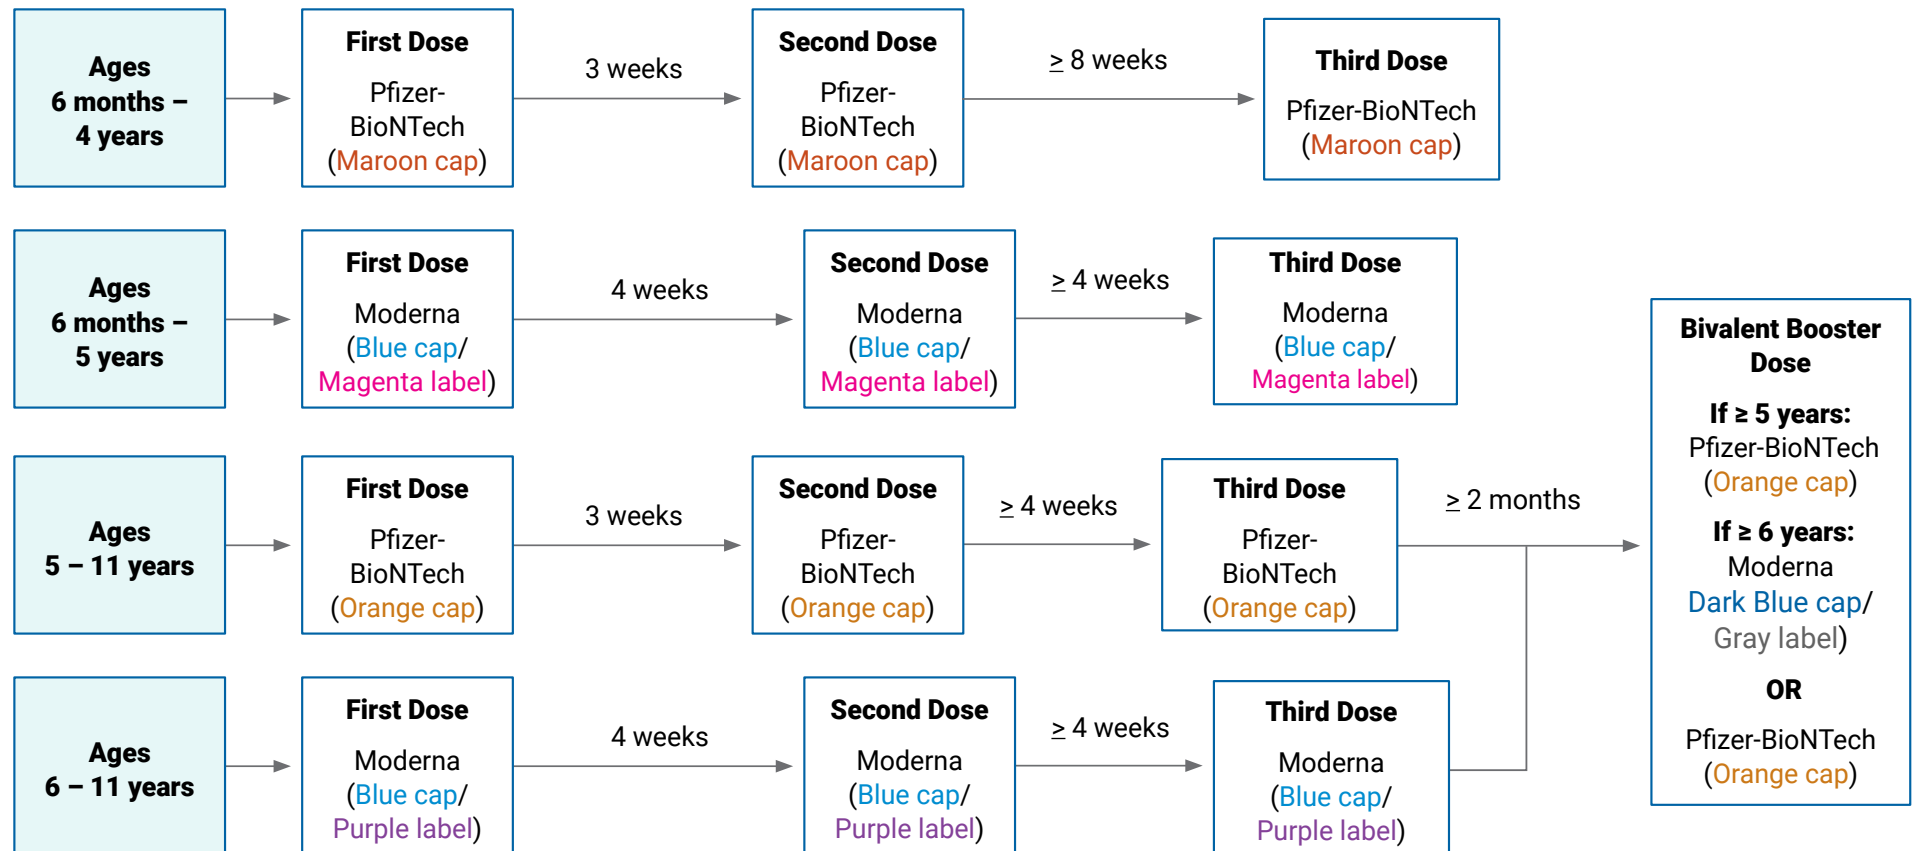 Ages
6 months –
4 years
First Dose
Pfizer-
BioNTech
(Maroon cap)
3 weeks
Second Dose
Pfizer-
BioNTech
(Maroon cap)
≥ 8 weeks
Third Dose
Pfizer-BioNTech
(Maroon cap)
Ages
6 months –
5 years
First Dose
Moderna
(Blue cap/
Magenta label)
4 weeks
Second Dose
Moderna
(Blue cap/
Magenta label)
≥ 4 weeks
Third Dose
Moderna
(Blue cap/
Magenta label)
Ages
5 – 11 years
First Dose
Pfizer-
BioNTech
(Orange cap)
3 weeks
Second Dose
Pfizer-
BioNTech
(Orange cap)
≥ 4 weeks
Third Dose
Pfizer-
BioNTech
(Orange cap)
≥ 2 months
Ages
6 – 11 years
First Dose
Moderna
(Blue cap/
Purple label)
4 weeks
Second Dose
Moderna
(Blue cap/
Purple label)
≥ 4 weeks
Third Dose
Moderna
(Blue cap/
Purple label)
Bivalent Booster
Dose
If ≥ 5 years:
Pfizer-BioNTech
(Orange cap)
If ≥ 6 years:
Moderna
Dark Blue cap/
Gray label)
OR
Pfizer-BioNTech
(Orange cap)